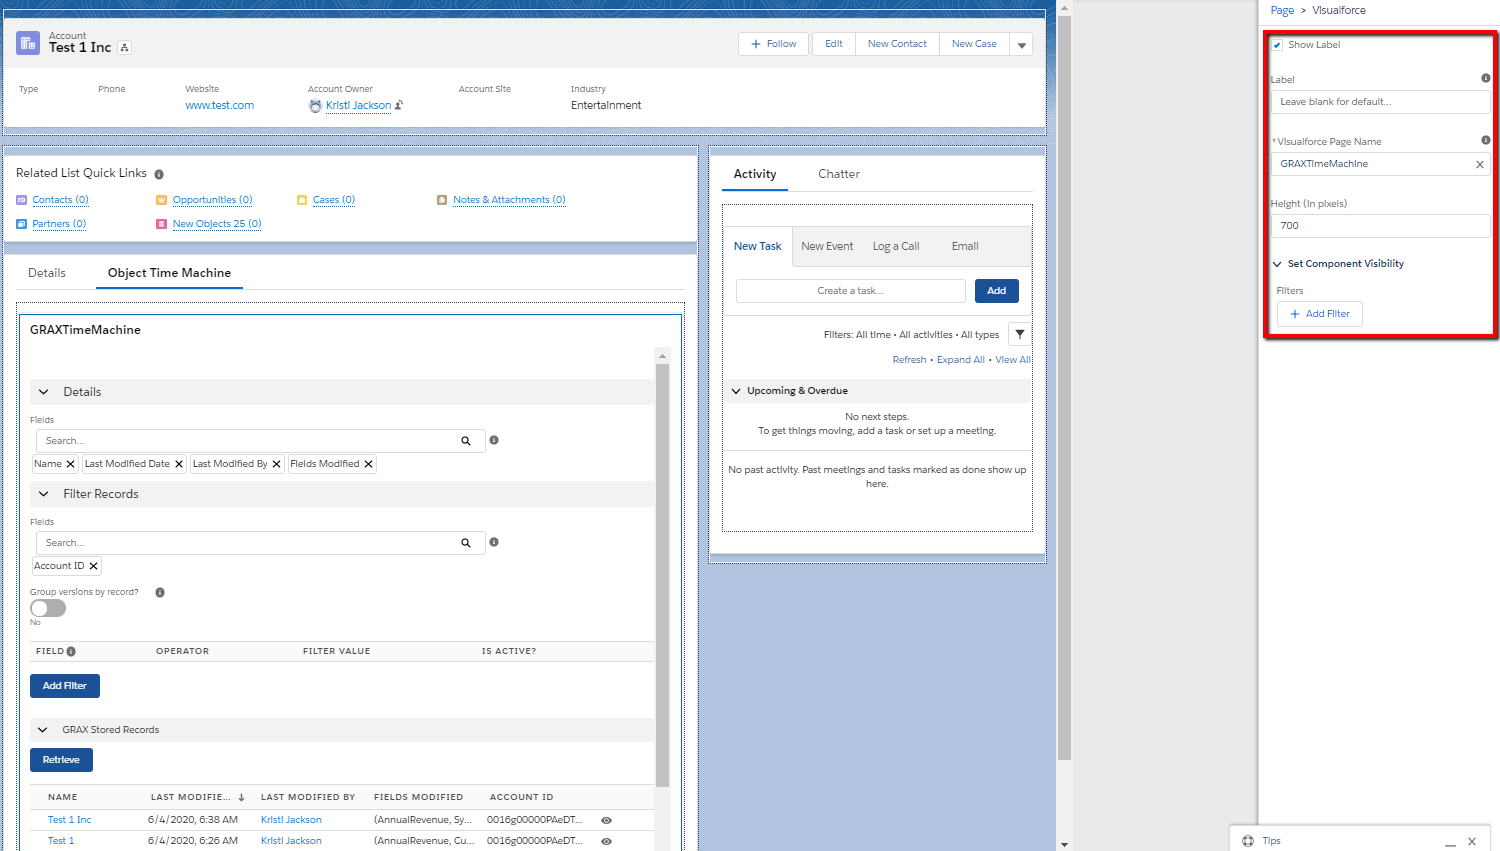 Account
Test 1 Inc
Follow
Edit
New Contact
New Case
Type
Phone
Website
Account Owner
Account Site
Industry
www.test.com
Kristi Jackson
Entertainment
Related List Quick Links
Contacts (0)
Opportunities (0)
Cases (0)
Notes & Attachments (0)
Partners (0)
New Objects 25 (0)
Details
Object Time Machine
GRAXTimeMachine
Details
Fields
Search...
Name
Last Modified Date
Last Modified By
Fields Modified
Filter Records
Fields
Search...
Account ID
Group versions by record?
No
FIELD
OPERATOR
FILTER VALUE
IS ACTIVE?
Add Filter
GRAX Stored Records
Retrieve
NAME
LAST MODIFIE...
LAST MODIFIED BY
FIELDS MODIFIED
ACCOUNT ID
Test 1 Inc
6/4/2020, 6:38 AM
Kristi Jackson
(AnnualRevenue, Sy...
0016g00000PAeDT...
Test 1
6/4/2020, 6:26 AM
Kristi Jackson
(AnnualRevenue, Cu...
0016g00000PAeDT...
Activity
Chatter
New Task
New Event
Log a Call
Email
Create a task...
Add
Filters: All time • All activities • All types
Refresh • Expand All • View All
Upcoming & Overdue
No next steps.
To get things moving, add a task or set up a meeting.
No past activity. Past meetings and tasks marked as done show up
here.
Page > Visualforce
Show Label
Label
Leave blank for default...
*Visualforce Page Name
GRAXTimeMachine
Height (in pixels)
700
Set Component Visibility
Filters
Add Filter
Tips